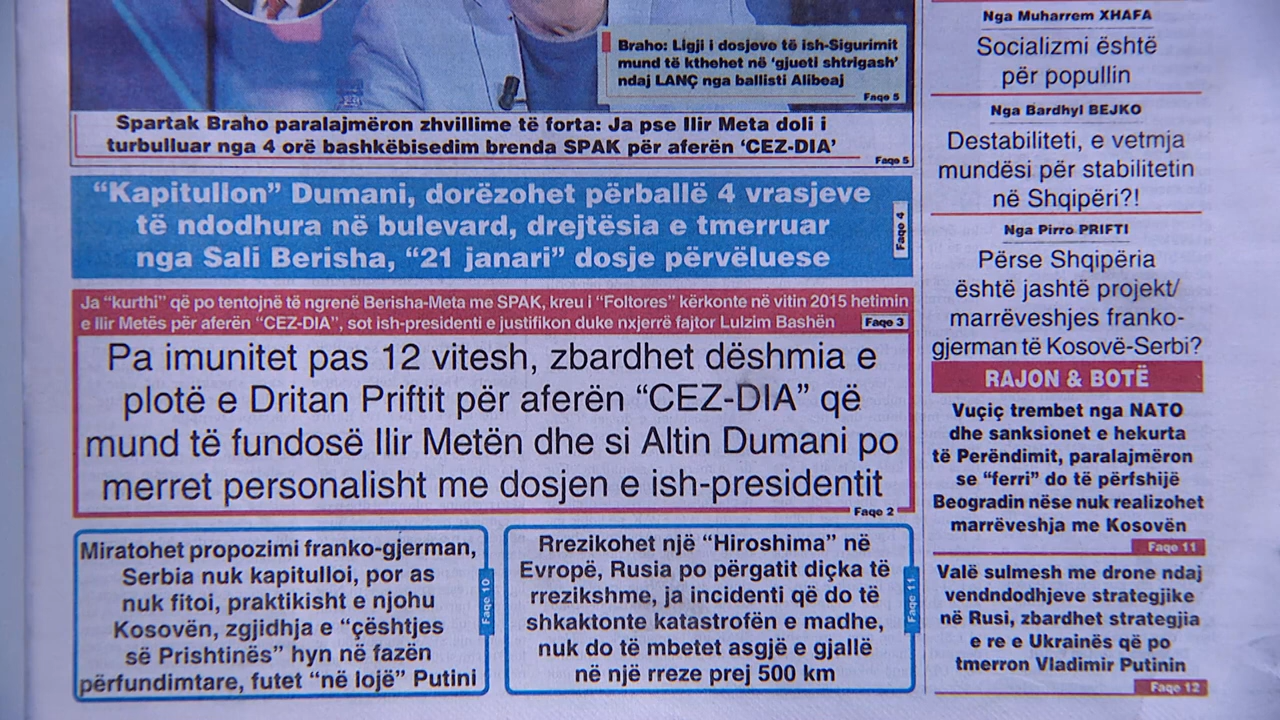 Braho: Ligji i dosjeve të ish-Sigurimit
mund të kthehet në ‘gjueti shtrigash’
ndaj LANÇ nga ballisti Alibeaj
Faqe 5
Spartak Braho paralajmëron zhvillime të forta: Ja pse Ilir Meta doli i
turbulluar nga 4 orë bashkëbisedim brenda SPAK për aferën ‘CEZ-DIA’
Faqe 5
“Kapitullon” Dumani, dorëzohet përballë 4 vrasjeve
të ndodhura në bulevard, drejtësia e tmerruar
nga Sali Berisha, “21 janari” dosje përvëluese
Faqe 4
Ja “kurthi” që po tentojnë të ngrenë Berisha-Meta me SPAK, kreu i “Foltores” kërkonte në vitin 2015 hetimin
e Ilir Metës për aferën “CEZ-DIA”, sot ish-presidenti e justifikon duke nxjerrë fajtor Lulzim Bashën
Faqe 3
Pa imunitet pas 12 vitesh, zbardhet dëshmia e
plotë e Dritan Priftit për aferën “CEZ-DIA” që
mund të fundosë Ilir Metën dhe si Altin Dumani po
merret personalisht me dosjen e ish-presidentit
Faqe 2
Miratohet propozimi franko-gjerman,
Serbia nuk kapitulloi, por as
nuk fitoi, praktikisht e njohu
Kosovën, zgjidhja e “çështjes
së Prishtinës” hyn në fazën
përfundimtare, futet “në lojë” Putini
Faqe 10
Rrezikohet një “Hiroshima” në
Evropë, Rusia po përgatit diçka të
rrezikshme, ja incidenti që do të
shkaktonte katastrofën e madhe,
nuk do të mbetet asgjë e gjallë
në një rreze prej 500 km
Faqe 11
Nga Muharrem XHAFA
Socializmi është
për popullin
Nga Bardhyl BEJKO
Destabiliteti, e vetmja
mundësi për stabilitetin
në Shqipëri?!
Nga Pirro PRIFTI
Përse Shqipëria
është jashtë projekt/
marrëveshjes franko-
gjerman të Kosovë-Serbi?
RAJON & BOTË
Vuçiç trembet nga NATO
dhe sanksionet e hekurta
të Perëndimit, paralajmëron
se “ferri” do të përfshijë
Beogradin nëse nuk realizohet
marrëveshja me Kosovën
Faqe 11
Valë sulmesh me drone ndaj
vendndodhjeve strategjike
në Rusi, zbardhet strategjia
e re e Ukrainës që po
tmerron Vladimir Putinin
Faqe 12